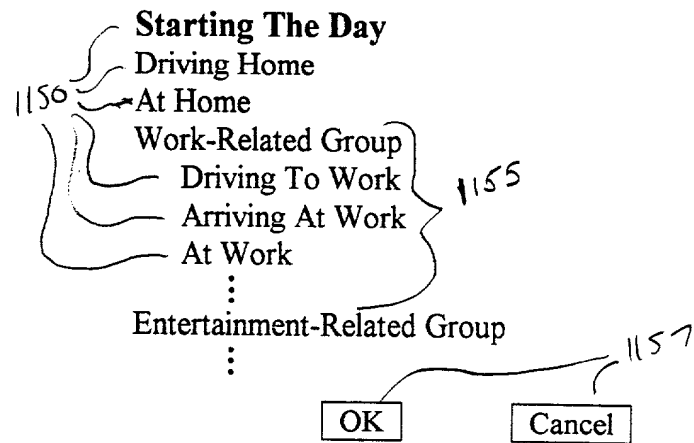 Starting The Day
Driving Home
1150 At Home
Work-Related Group
Driving To Work 1155
Arriving At Work
At Work
Entertainment-Related Group
1157
OK Cancel